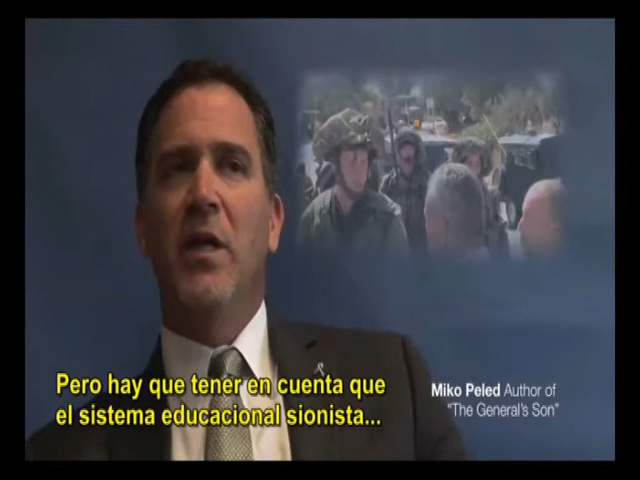 Pero hay que tener en cuenta que
el sistema educacional sionista...
Miko Peled Author of
"The General's Son"